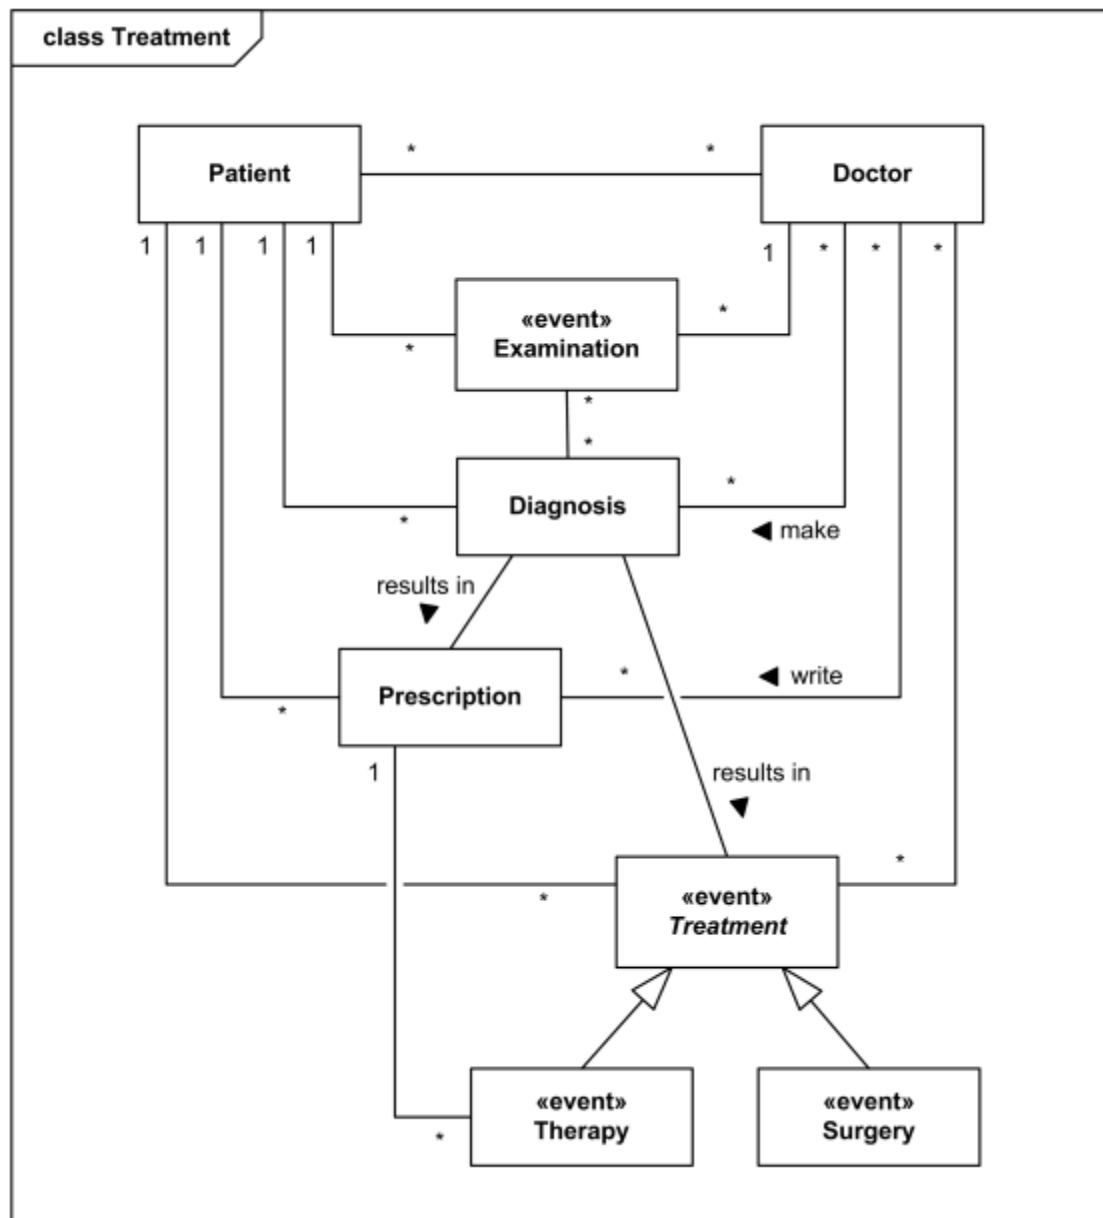 class Treatment
Patient
* *
Doctor
1 1 1 1
1 * * *
«event»
Examination
*
*
*
*
Diagnosis
*
*
◄ make
results in
▼
Prescription
*
*
◄ write
1
results in
▼
«event»
Treatment
*
*
«event»
Therapy
*
«event»
Surgery